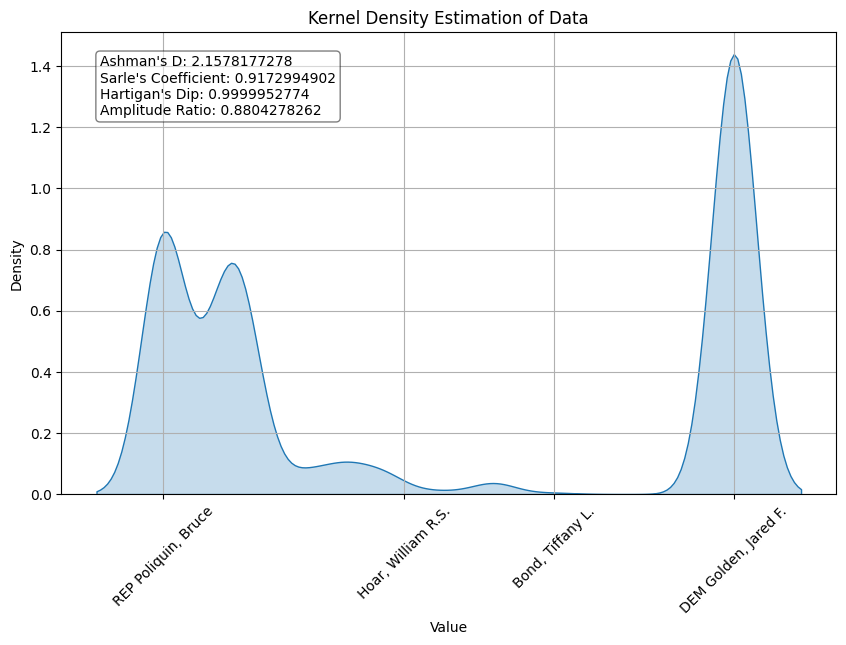 Kernel Density Estimation of Data
Ashman's D: 2.1578177278
Sarle's Coefficient: 0.9172994902
Hartigan's Dip: 0.9999952774
Amplitude Ratio: 0.8804278262
Density
1.4
1.2
1.0
0.8
0.6
0.4
0.2
0.0
REP Poliquin, Bruce
Hoar, William R.S.
Bond, Tiffany L.
DEM Golden, Jared F.
Value